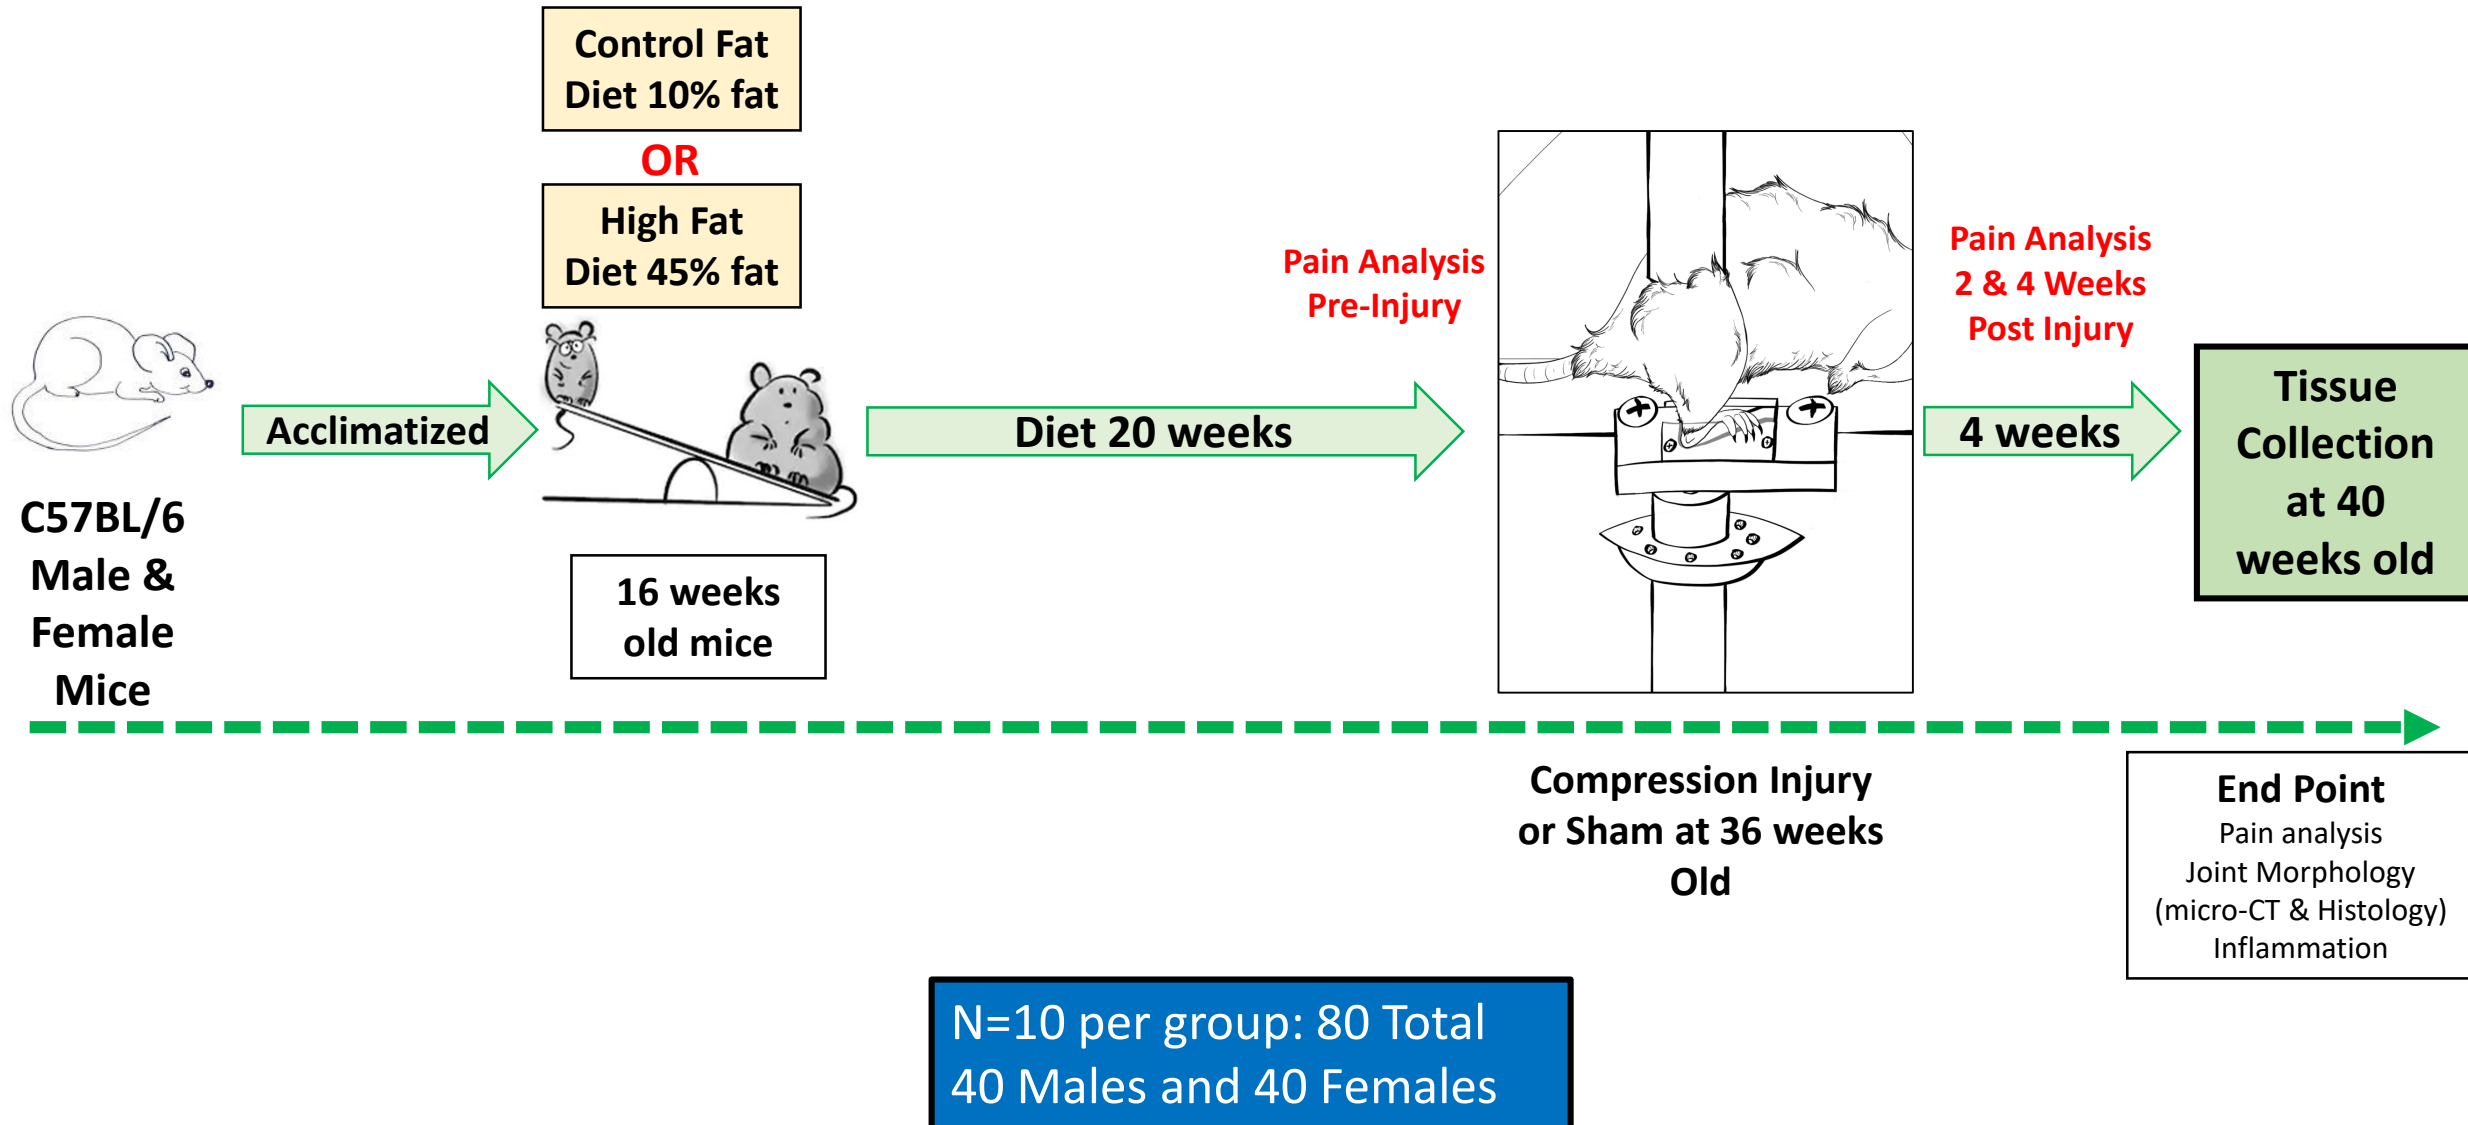 Control Fat
Diet 10% fat
OR
High Fat
Diet 45% fat
C57BL/6
Male &
Female
Mice
Acclimatized
16 weeks
old mice
Diet 20 weeks
Pain Analysis
Pre-Injury
Compression Injury
or Sham at 36 weeks
Old
Pain Analysis
2 & 4 Weeks
Post Injury
4 weeks
Tissue
Collection
at 40
weeks old
End Point
Pain analysis
Joint Morphology
(micro-CT & Histology)
Inflammation
N=10 per group: 80 Total
40 Males and 40 Females